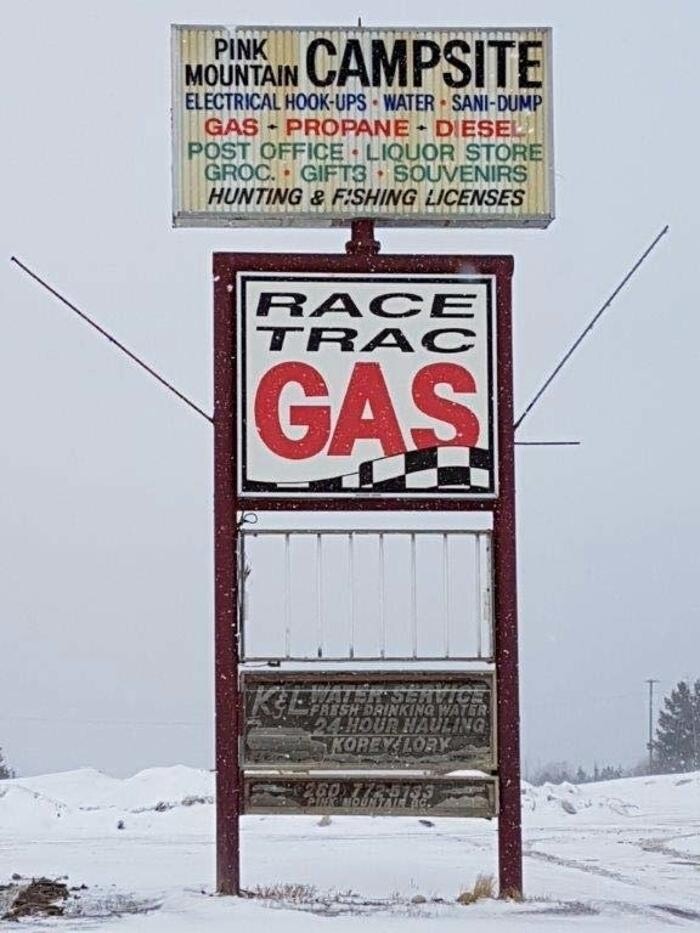 PINK
MOUNTAIN CAMPSITE
ELECTRICAL HOOK-UPS • WATER • SANI-DUMP
GAS - PROPANE - DIESEL
POST OFFICE • LIQUOR STORE
GROC. • GIFTS • SOUVENIRS
HUNTING & FISHING LICENSES
RACE
TRAC
GAS
K&L WATER SERVICE
FRESH DRINKING WATER
24-HOUR HAULING
KOREY & LORY
PINK MOUNTAIN BC.